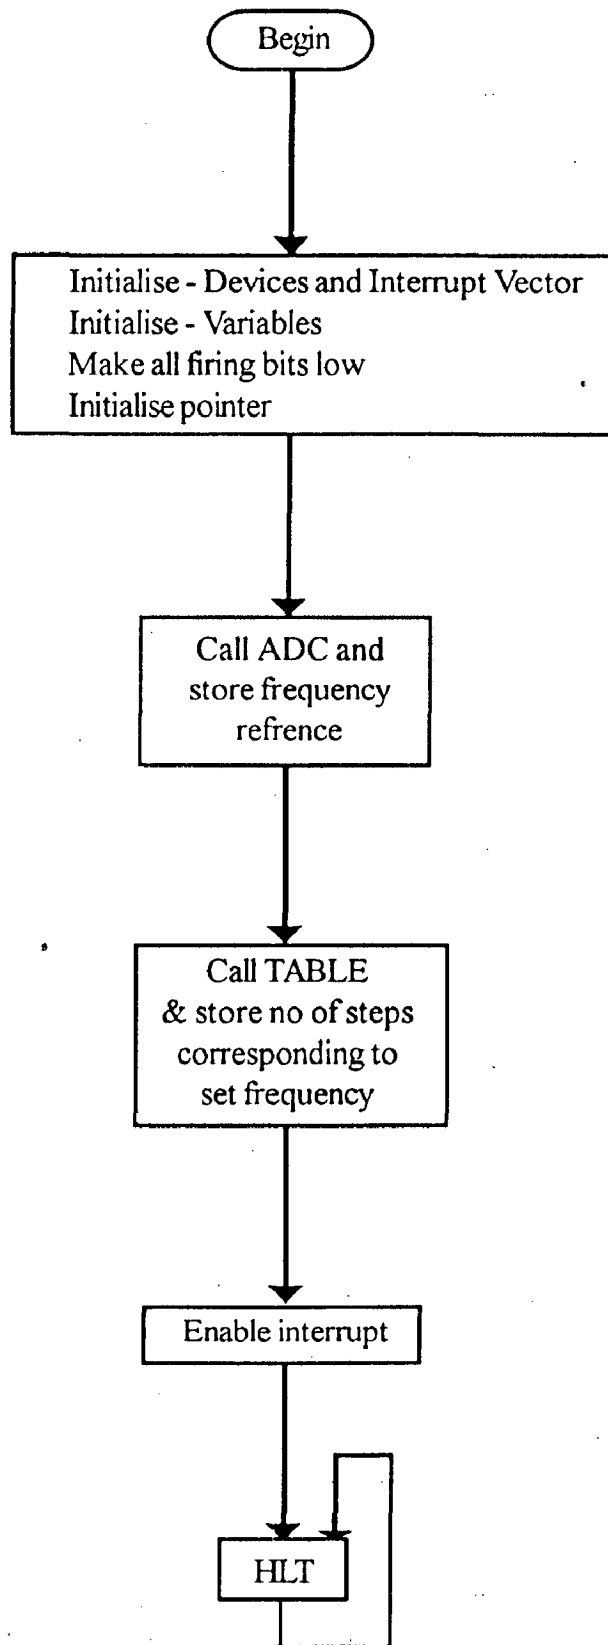 Begin
Initialise - Devices and Interrupt Vector
Initialise - Variables
Make all firing bits low
Initialise pointer
Call ADC and
store frequency
refrence
Call TABLE
& store no of steps
corresponding to
set frequency
Enable interrupt
HLT